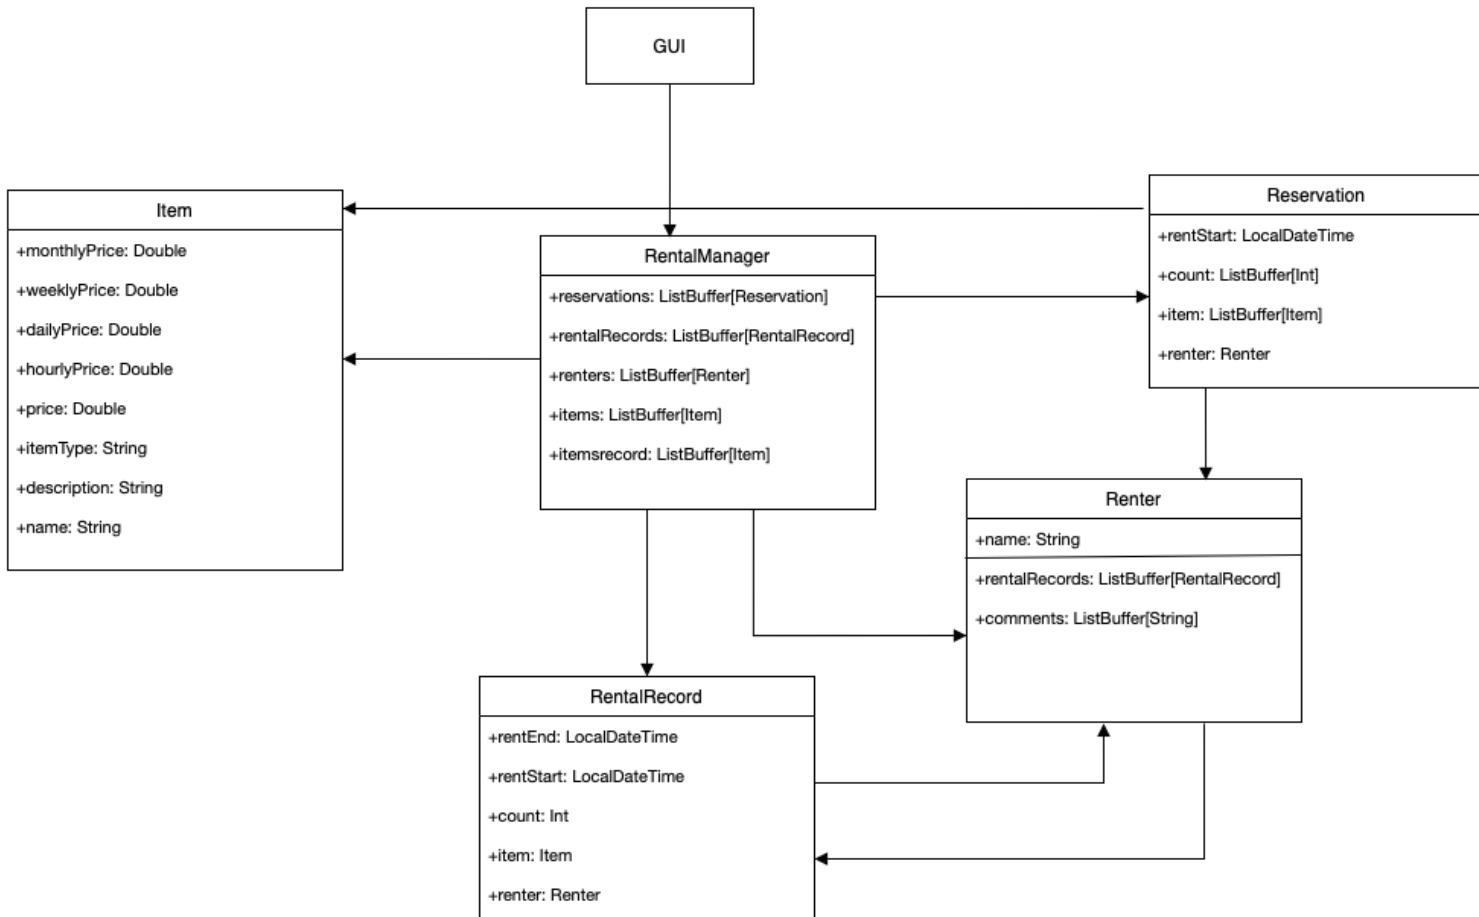 GUI
Item
+monthlyPrice: Double
+weeklyPrice: Double
+dailyPrice: Double
+hourlyPrice: Double
+price: Double
+itemType: String
+description: String
+name: String
RentalManager
+reservations: ListBuffer[Reservation]
+rentalRecords: ListBuffer[RentalRecord]
+renters: ListBuffer[Renter]
+items: ListBuffer[Item]
+itemsrecord: ListBuffer[Item]
Reservation
+rentStart: LocalDateTime
+count: ListBuffer[Int]
+item: ListBuffer[Item]
+renter: Renter
Renter
+name: String
+rentalRecords: ListBuffer[RentalRecord]
+comments: ListBuffer[String]
RentalRecord
+rentEnd: LocalDateTime
+rentStart: LocalDateTime
+count: Int
+item: Item
+renter: Renter